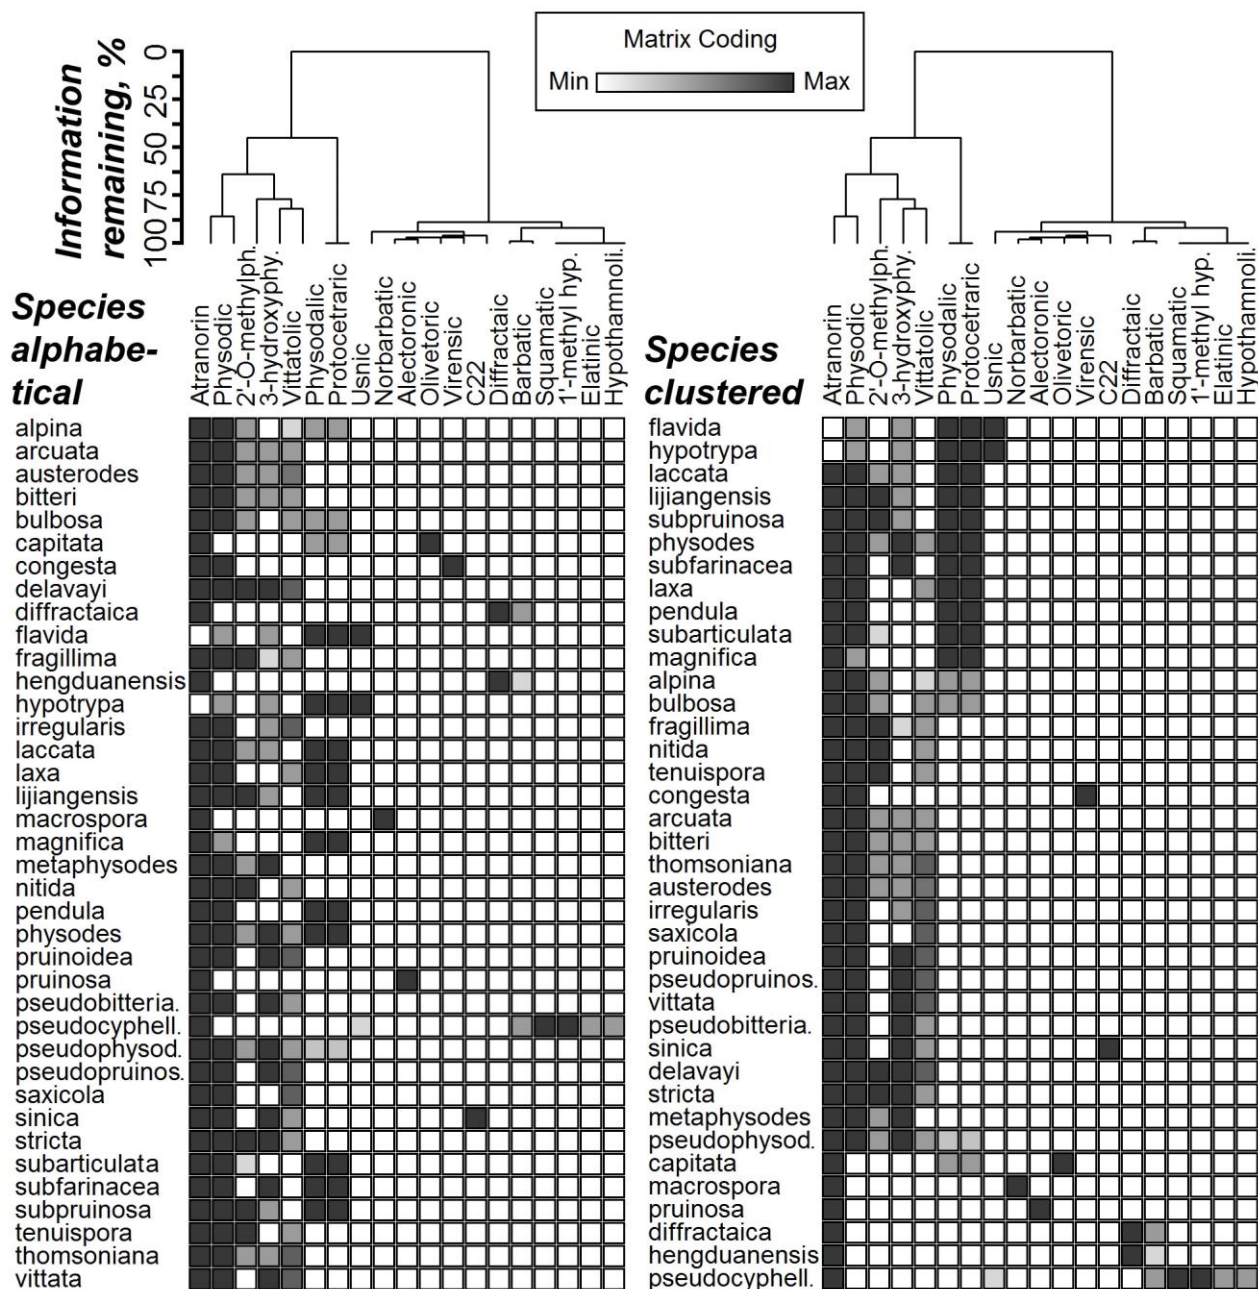 Information
remaining, %
0
25
50
75
100
Matrix Coding
Min Max
Species
alphabe-
tical
Atranorin
Physodic
2'-O-methylph.
3-hydroxyphy.
Vittatolic
Physodalic
Protocetraric
Usnic
Norbarbatic
Alectoronic
Olivetoric
Virensic
C22
Diffractaic
Barbatic
Squamatic
1'-methyl hyp.
Elatinic
Hypothamnoli.
alpina
arcuata
austerodes
bitteri
bulbosa
capitata
congesta
delavayi
diffractaica
flavida
fragillima
hengduanensis
hypotrypa
irregularis
laccata
laxa
lijiangensis
macrospora
magnifica
metaphysodes
nitida
pendula
physodes
pruinoidea
pruinosa
pseudobitteria.
pseudocyphell.
pseudophysod.
pseudopruinos.
saxicola
sinica
stricta
subarticulata
subfarinacea
subpruinosa
tenuispora
thomsoniana
vittata
Species
clustered
Atranorin
Physodic
2'-O-methylph.
3-hydroxyphy.
Vittatolic
Physodalic
Protocetraric
Usnic
Norbarbatic
Alectoronic
Olivetoric
Virensic
C22
Diffractaic
Barbatic
Squamatic
1'-methyl hyp.
Elatinic
Hypothamnoli.
flavida
hypotrypa
laccata
lijiangensis
subpruinosa
physodes
subfarinacea
laxa
pendula
subarticulata
magnifica
alpina
bulbosa
fragillima
nitida
tenuispora
congesta
arcuata
bitteri
thomsoniana
austerodes
irregularis
saxicola
pruinoidea
pseudopruinos.
vittata
pseudobitteria.
sinica
delavayi
stricta
metaphysodes
pseudophysod.
capitata
macrospora
pruinosa
diffractaica
hengduanensis
pseudocyphell.